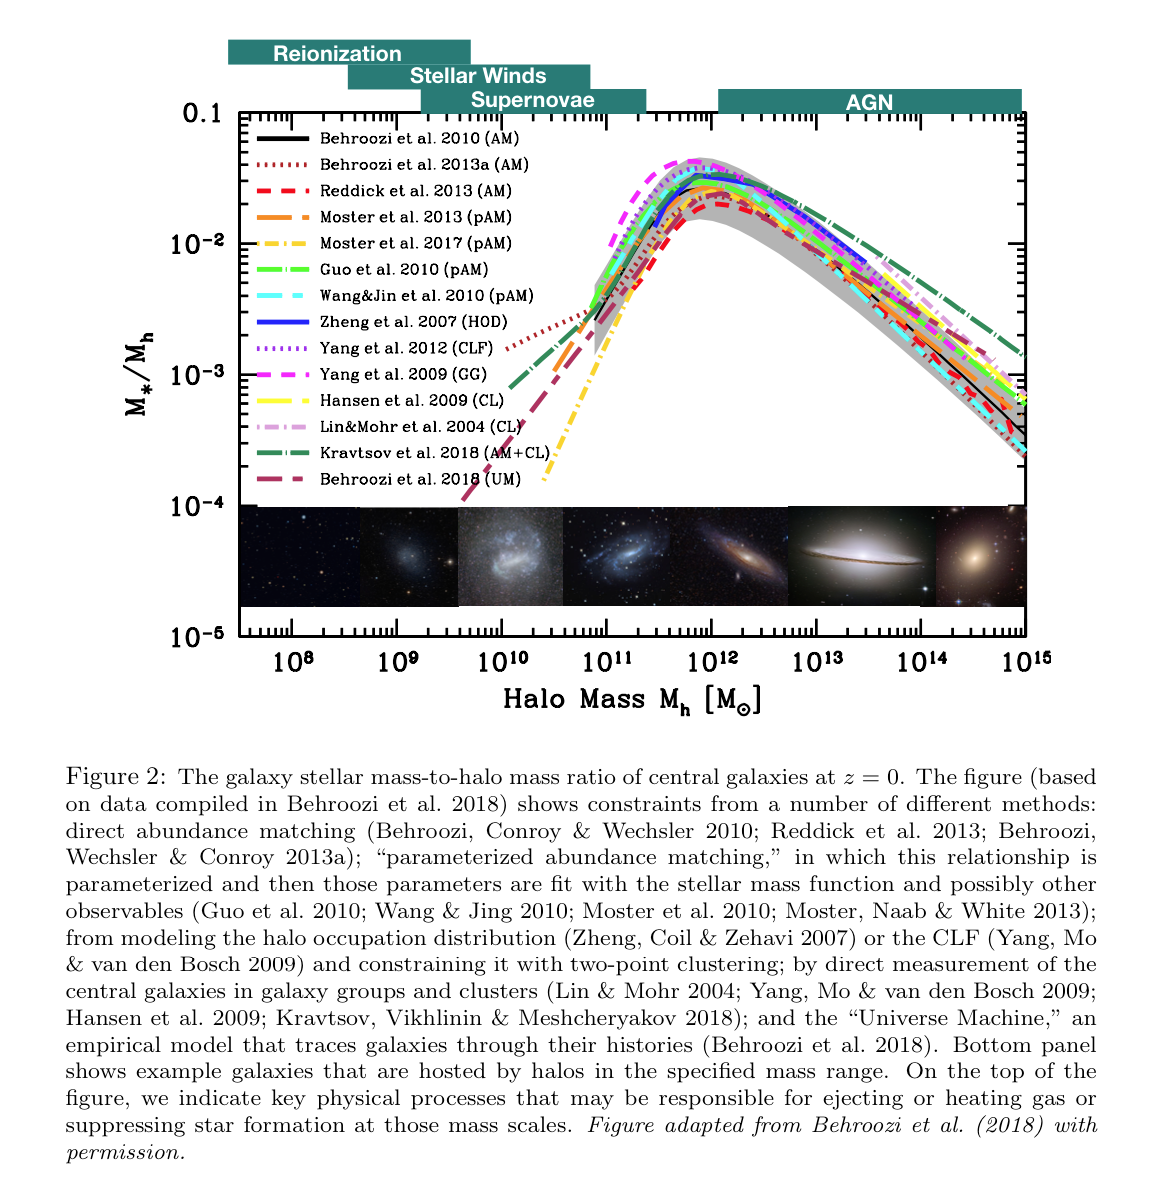 Reionization
Stellar Winds
Supernovae
AGN
0.1
10⁻²
10⁻³
10⁻⁴
10⁻⁵
M*/Mh
Behroozi et al. 2010 (AM)
Behroozi et al. 2013a (AM)
Reddick et al. 2013 (AM)
Moster et al. 2013 (pAM)
Moster et al. 2017 (pAM)
Guo et al. 2010 (pAM)
Wang&Jin et al. 2010 (pAM)
Zheng et al. 2007 (HOD)
Yang et al. 2012 (CLF)
Yang et al. 2009 (GG)
Hansen et al. 2009 (CL)
Lin&Mohr et al. 2004 (CL)
Kravtsov et al. 2018 (AM+CL)
Behroozi et al. 2018 (UM)
10⁸ 10⁹ 10¹⁰ 10¹¹ 10¹² 10¹³ 10¹⁴ 10¹⁵
Halo Mass Mh [M⊙]
Figure 2: The galaxy stellar mass-to-halo mass ratio of central galaxies at z = 0. The figure (based
on data compiled in Behroozi et al. 2018) shows constraints from a number of different methods:
direct abundance matching (Behroozi, Conroy & Wechsler 2010; Reddick et al. 2013; Behroozi,
Wechsler & Conroy 2013a); “parameterized abundance matching,” in which this relationship is
parameterized and then those parameters are fit with the stellar mass function and possibly other
observables (Guo et al. 2010; Wang & Jing 2010; Moster et al. 2010; Moster, Naab & White 2013);
from modeling the halo occupation distribution (Zheng, Coil & Zehavi 2007) or the CLF (Yang, Mo
& van den Bosch 2009) and constraining it with two-point clustering; by direct measurement of the
central galaxies in galaxy groups and clusters (Lin & Mohr 2004; Yang, Mo & van den Bosch 2009;
Hansen et al. 2009; Kravtsov, Vikhlinin & Meshcheryakov 2018); and the “Universe Machine,” an
empirical model that traces galaxies through their histories (Behroozi et al. 2018). Bottom panel
shows example galaxies that are hosted by halos in the specified mass range. On the top of the
figure, we indicate key physical processes that may be responsible for ejecting or heating gas or
suppressing star formation at those mass scales. Figure adapted from Behroozi et al. (2018) with
permission.